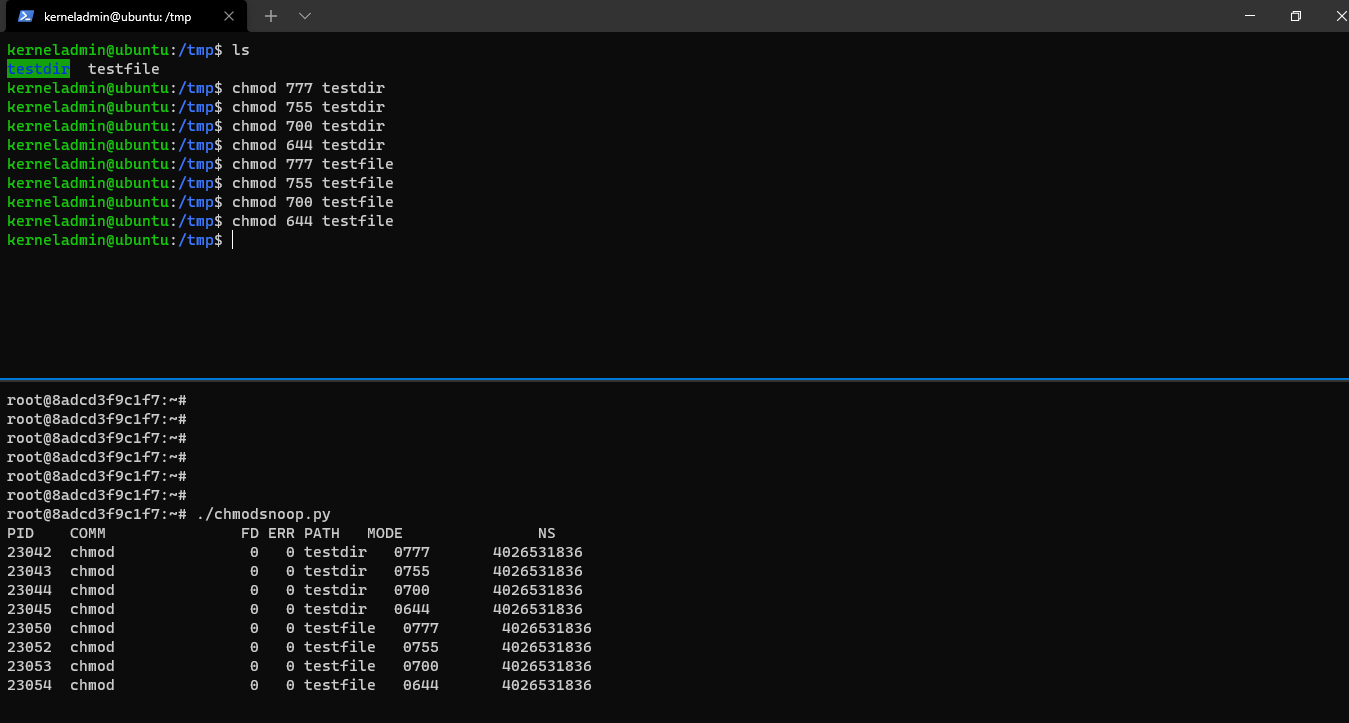 kerneladmin@ubuntu: /tmp
kerneladmin@ubuntu:/tmp$ ls
testdir  testfile
kerneladmin@ubuntu:/tmp$ chmod 777 testdir
kerneladmin@ubuntu:/tmp$ chmod 755 testdir
kerneladmin@ubuntu:/tmp$ chmod 700 testdir
kerneladmin@ubuntu:/tmp$ chmod 644 testdir
kerneladmin@ubuntu:/tmp$ chmod 777 testfile
kerneladmin@ubuntu:/tmp$ chmod 755 testfile
kerneladmin@ubuntu:/tmp$ chmod 700 testfile
kerneladmin@ubuntu:/tmp$ chmod 644 testfile
kerneladmin@ubuntu:/tmp$
root@8adcd3f9c1f7:~#
root@8adcd3f9c1f7:~#
root@8adcd3f9c1f7:~#
root@8adcd3f9c1f7:~#
root@8adcd3f9c1f7:~#
root@8adcd3f9c1f7:~#
root@8adcd3f9c1f7:~# ./chmodsnoop.py
PID    COMM               FD ERR PATH   MODE               NS
23042  chmod               0   0 testdir   0777       4026531836
23043  chmod               0   0 testdir   0755       4026531836
23044  chmod               0   0 testdir   0700       4026531836
23045  chmod               0   0 testdir   0644       4026531836
23050  chmod               0   0 testfile   0777       4026531836
23052  chmod               0   0 testfile   0755       4026531836
23053  chmod               0   0 testfile   0700       4026531836
23054  chmod               0   0 testfile   0644       4026531836